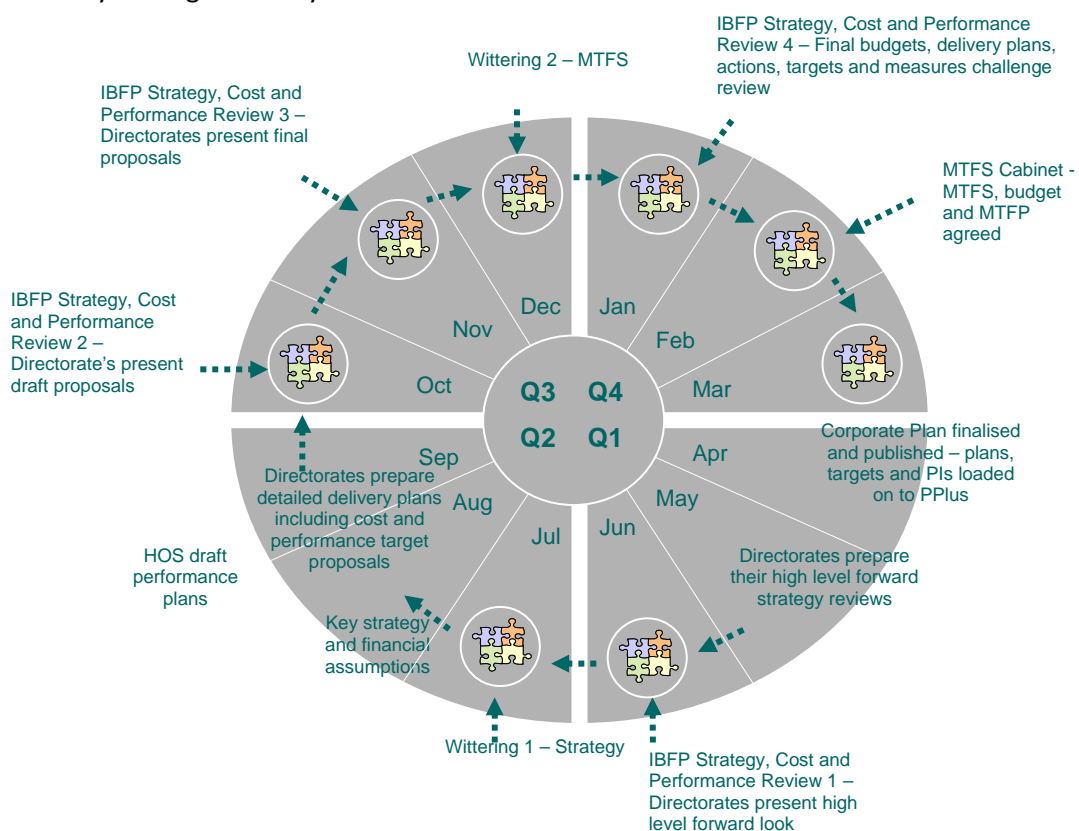 Wittering 2 – MTFS
IBFP Strategy, Cost and Performance
Review 4 – Final budgets, delivery plans,
actions, targets and measures challenge
review
IBFP Strategy, Cost and
Performance Review 3 –
Directorates present final
proposals
MTFS Cabinet -
MTFS, budget
and MTFP
agreed
IBFP Strategy, Cost
and Performance
Review 2 –
Directorate's present
draft proposals
Dec
Jan
Nov
Feb
Oct
Mar
Q3
Q4
Q2
Q1
Sep
Apr
Aug
May
Jul
Jun
Corporate Plan finalised
and published – plans,
targets and PIs loaded
on to PPlus
Directorates prepare
detailed delivery plans
including cost and
performance target
proposals
HOS draft
performance
plans
Directorates prepare
their high level forward
strategy reviews
Key strategy
and financial
assumptions
Wittering 1 – Strategy
IBFP Strategy, Cost and
Performance Review 1 –
Directorates present high
level forward look